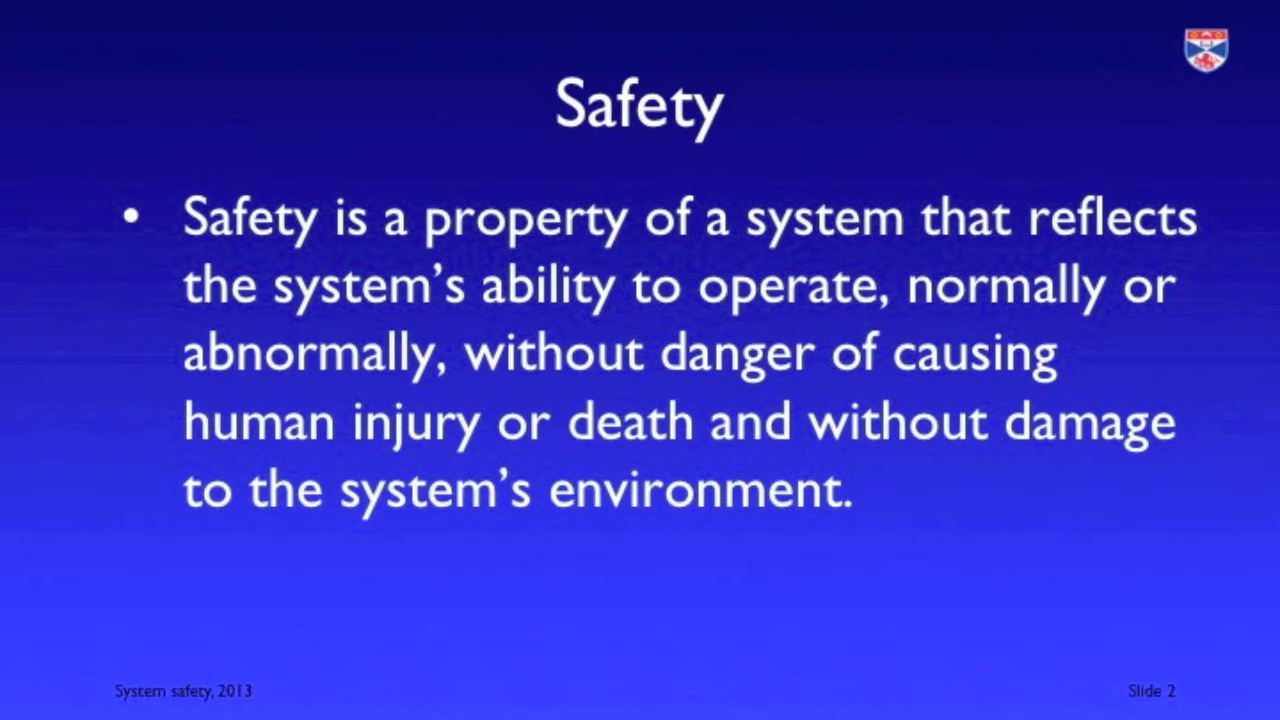 Safety
• Safety is a property of a system that reflects
the system’s ability to operate, normally or
abnormally, without danger of causing
human injury or death and without damage
to the system’s environment.
System safety, 2013
Slide 2